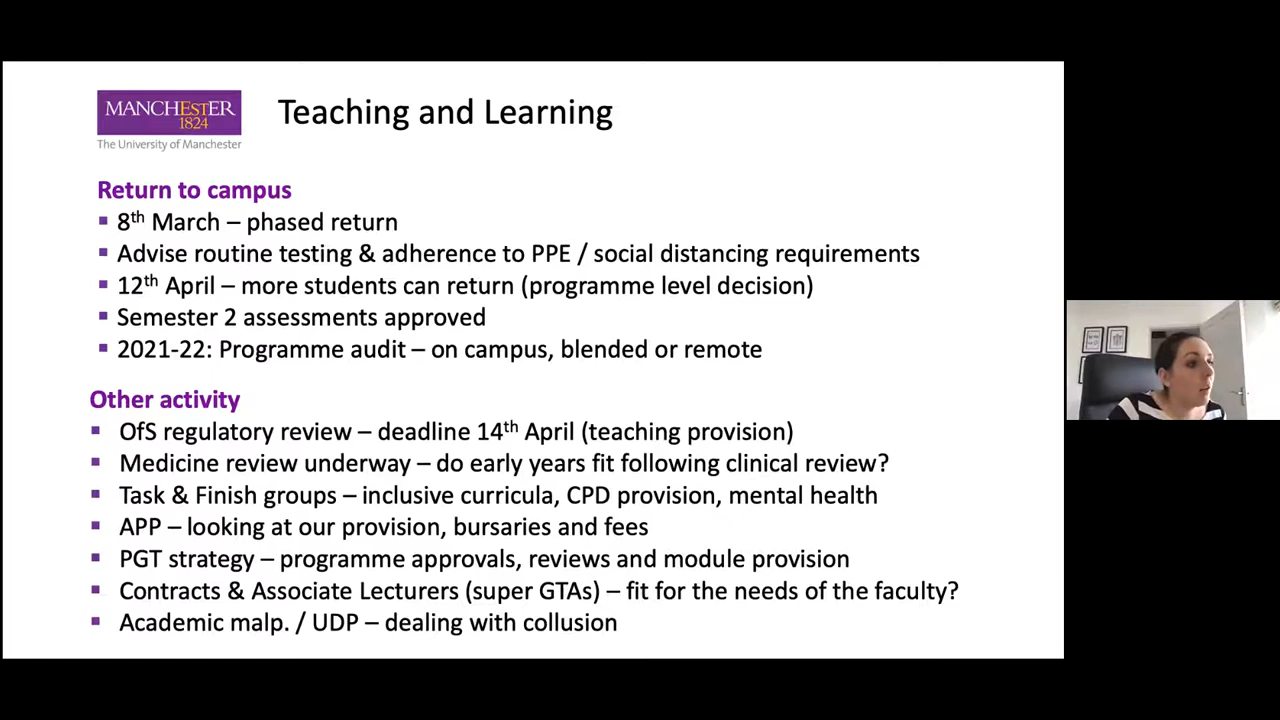 MANCHESTER
1824
The University of Manchester
Teaching and Learning
Return to campus
▪ 8th March – phased return
▪ Advise routine testing & adherence to PPE / social distancing requirements
▪ 12th April – more students can return (programme level decision)
▪ Semester 2 assessments approved
▪ 2021-22: Programme audit – on campus, blended or remote
Other activity
▪ OfS regulatory review – deadline 14th April (teaching provision)
▪ Medicine review underway – do early years fit following clinical review?
▪ Task & Finish groups – inclusive curricula, CPD provision, mental health
▪ APP – looking at our provision, bursaries and fees
▪ PGT strategy – programme approvals, reviews and module provision
▪ Contracts & Associate Lecturers (super GTAs) – fit for the needs of the faculty?
▪ Academic malp. / UDP – dealing with collusion